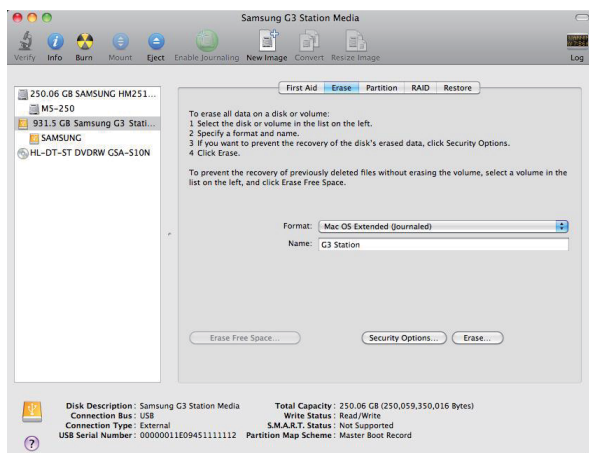 Samsung G3 Station Media
Verify Info Burn Mount Eject Enable Journaling New Image Convert Resize Image Log
250.06 GB SAMSUNG HM251...
M5-250
931.5 GB Samsung G3 Stati...
SAMSUNG
HL-DT-ST DVDRW GSA-S10N
First Aid Erase Partition RAID Restore
To erase all data on a disk or volume:
1 Select the disk or volume in the list on the left.
2 Specify a format and name.
3 If you want to prevent the recovery of the disk's erased data, click Security Options.
4 Click Erase.
To prevent the recovery of previously deleted files without erasing the volume, select a volume in the
list on the left, and click Erase Free Space.
Format: Mac OS Extended (Journaled)
Name: G3 Station
Erase Free Space... Security Options... Erase...
Disk Description : Samsung G3 Station Media Total Capacity : 250.06 GB (250,059,350,016 Bytes)
Connection Bus : USB Write Status : Read/Write
Connection Type : External S.M.A.R.T. Status : Not Supported
USB Serial Number : 00000011E09451111112 Partition Map Scheme : Master Boot Record
?